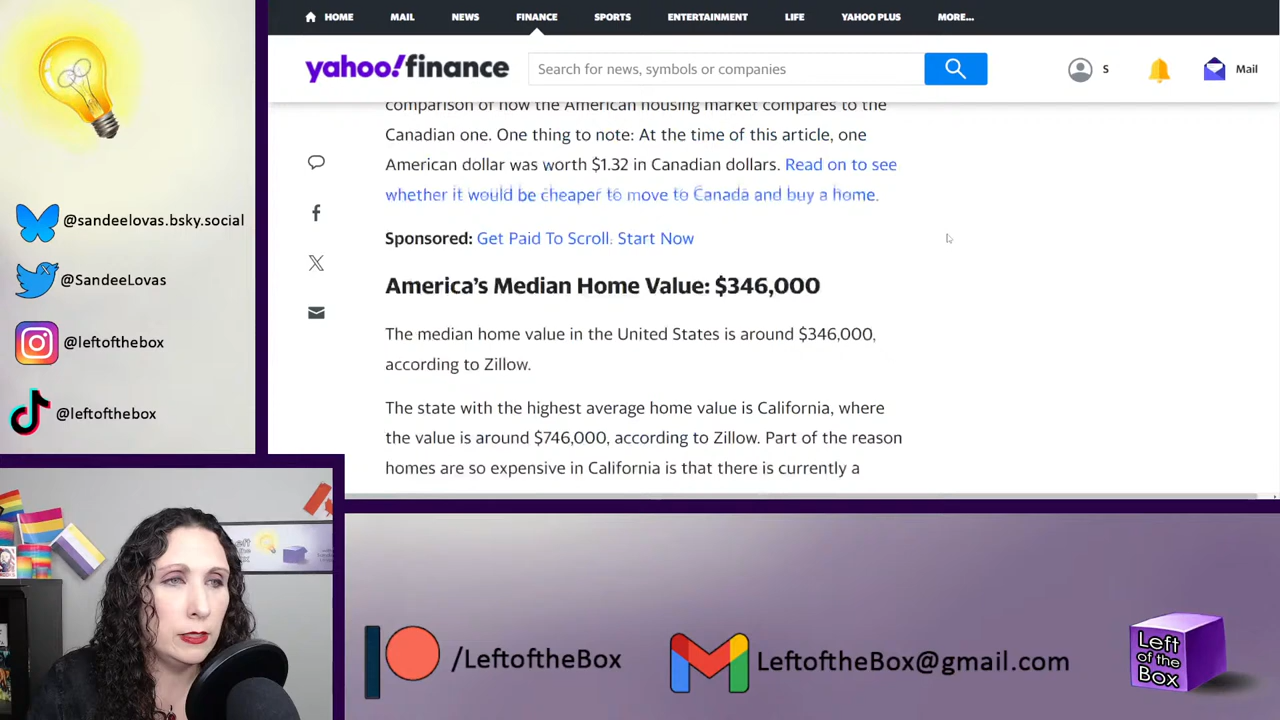 HOME MAIL NEWS FINANCE SPORTS ENTERTAINMENT LIFE YAHOO PLUS MORE...
yahoo!finance
Search for news, symbols or companies
S
Mail
comparison of how the American housing market compares to the
Canadian one. One thing to note: At the time of this article, one
American dollar was worth $1.32 in Canadian dollars. Read on to see
whether it would be cheaper to move to Canada and buy a home.
Sponsored: Get Paid To Scroll. Start Now
America's Median Home Value: $346,000
The median home value in the United States is around $346,000,
according to Zillow.
The state with the highest average home value is California, where
the value is around $746,000, according to Zillow. Part of the reason
homes are so expensive in California is that there is currently a
@sandeelovas.bsky.social
@SandeeLovas
@leftofthebox
@leftofthebox
/LeftoftheBox
LeftoftheBox@gmail.com
Left
of the
Box